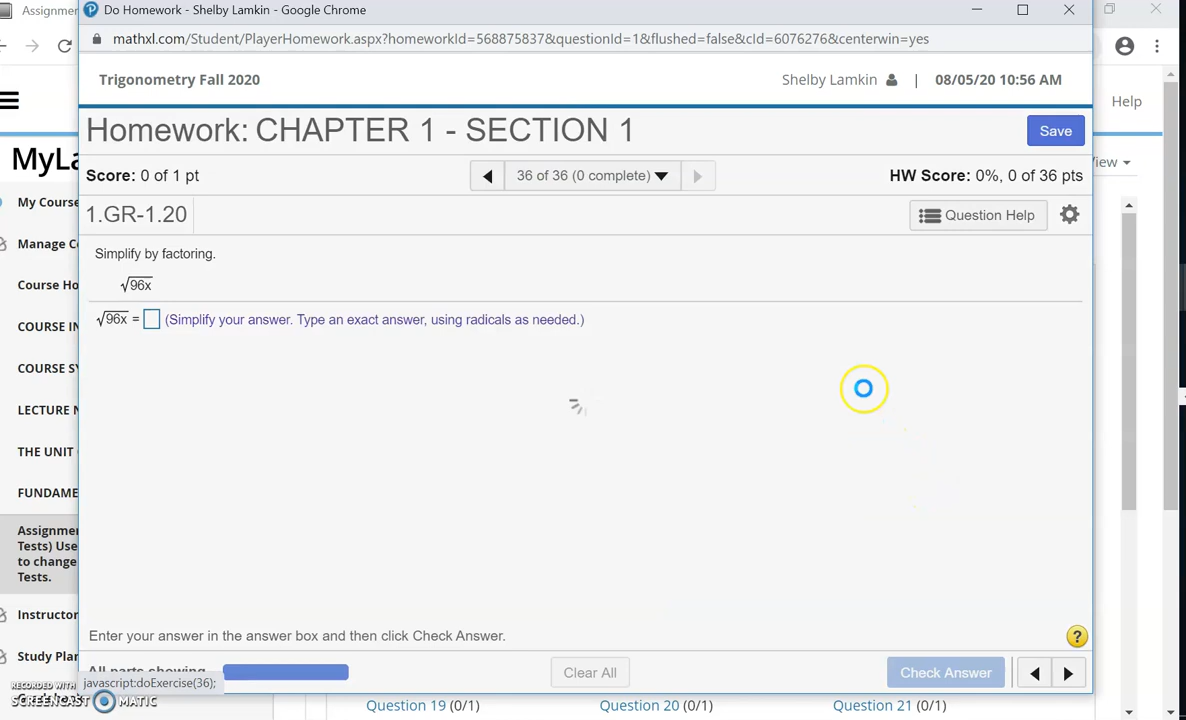 Assignment
Do Homework - Shelby Lamkin - Google Chrome
mathxl.com/Student/PlayerHomework.aspx?homeworkId=568875837&questionId=1&flushed=false&cId=6076276&centerwin=yes
Trigonometry Fall 2020
Shelby Lamkin | 08/05/20 10:56 AM
Help
Homework: CHAPTER 1 - SECTION 1
Save
MyLa
View
Score: 0 of 1 pt
36 of 36 (0 complete)
HW Score: 0%, 0 of 36 pts
My Course
1.GR-1.20
Question Help
Manage Co
Simplify by factoring.
√96x
Course Ho
√96x = (Simplify your answer. Type an exact answer, using radicals as needed.)
COURSE IN
COURSE SY
LECTURE N
THE UNIT
FUNDAME
Assignmen
Tests) Use
to change
Tests.
Instructor
Enter your answer in the answer box and then click Check Answer.
?
Study Plan
All parts showing
Clear All
Check Answer
javascript:doExercise(36);
RECORDED WITH
SCREENCAST MATIC
Question 19 (0/1)
Question 20 (0/1)
Question 21 (0/1)